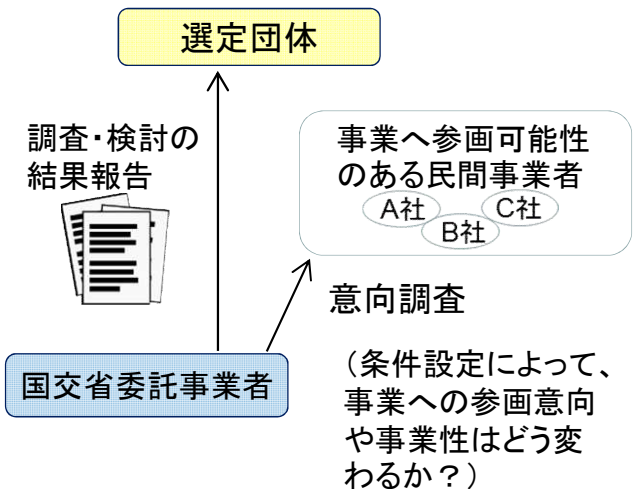 選定団体
調査・検討の
結果報告
事業へ参画可能性
のある民間事業者
A社
C社
B社
意向調査
国交省委託事業者
（条件設定によって、
事業への参画意向
や事業性はどう変
わるか？）